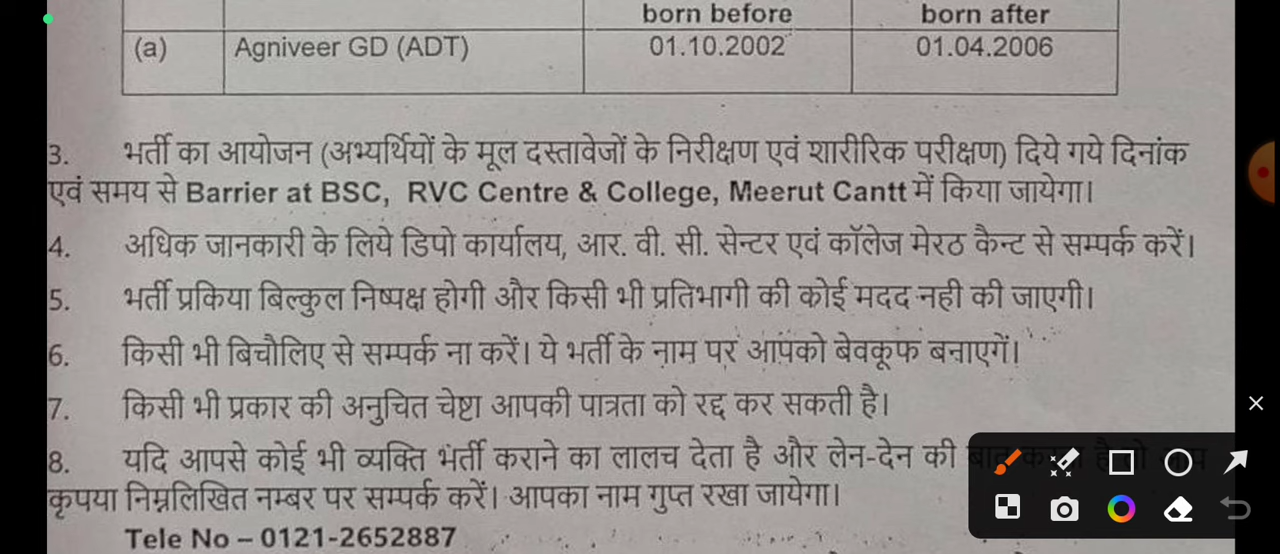 born before born after
(a) Agniveer GD (ADT) 01.10.2002 01.04.2006
3. भर्ती का आयोजन (अभ्यर्थियों के मूल दस्तावेजों के निरीक्षण एवं शारीरिक परीक्षण) दिये गये दिनांक
एवं समय से Barrier at BSC, RVC Centre & College, Meerut Cantt में किया जायेगा।
4. अधिक जानकारी के लिये डिपो कार्यालय, आर. वी. सी. सेन्टर एवं कॉलेज मेरठ कैन्ट से सम्पर्क करें।
5. भर्ती प्रकिया बिल्कुल निष्पक्ष होगी और किसी भी प्रतिभागी की कोई मदद नही की जाएगी।
6. किसी भी बिचौलिए से सम्पर्क ना करें। ये भर्ती के नाम पर आपको बेवकूफ बनाएगें।
7. किसी भी प्रकार की अनुचित चेष्टा आपकी पात्रता को रद्द कर सकती है।
8. यदि आपसे कोई भी व्यक्ति भर्ती कराने का लालच देता है और लेन-देन की
कृपया निम्नलिखित नम्बर पर सम्पर्क करें। आपका नाम गुप्त रखा जायेगा।
Tele No – 0121-2652887